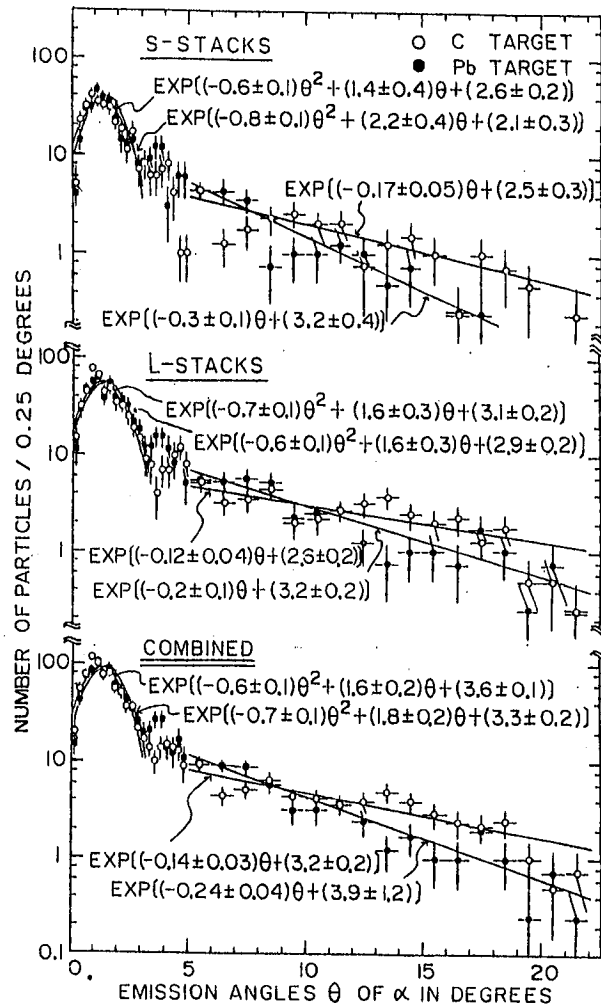 100
S-STACKS
○ C TARGET
● Pb TARGET
EXP[(-0.6±0.1)θ²+(1.4±0.4)θ+(2.6±0.2)]
EXP[(-0.8±0.1)θ²+(2.2±0.4)θ+(2.1±0.3)]
10
EXP[(-0.17±0.05)θ+(2.5±0.3)]
1
EXP[(-0.3±0.1)θ+(3.2±0.4)]
100
L-STACKS
EXP[(-0.7±0.1)θ²+(1.6±0.3)θ+(3.1±0.2)]
EXP[(-0.6±0.1)θ²+(1.6±0.3)θ+(2.9±0.2)]
10
EXP[(-0.12±0.04)θ+(2.6±0.2)]
1
EXP[(-0.2±0.1)θ+(3.2±0.2)]
COMBINED
100
EXP[(-0.6±0.1)θ²+(1.6±0.2)θ+(3.6±0.1)]
EXP[(-0.7±0.1)θ²+(1.8±0.2)θ+(3.3±0.2)]
10
EXP[(-0.14±0.03)θ+(3.2±0.2)]
1
EXP[(-0.24±0.04)θ+(3.9±1.2)]
0.1
0 5 10 15 20
NUMBER OF PARTICLES / 0.25 DEGREES
EMISSION ANGLES θ OF α IN DEGREES